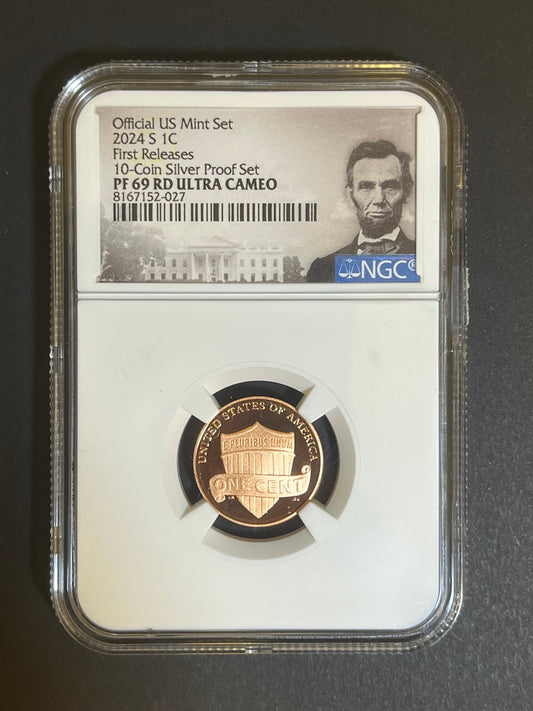 Official US Mint Set
2024 S 1C
First Releases
10-Coin Silver Proof Set
PF 69 RD ULTRA CAMEO
8167152-027
NGC®
UNITED STATES OF AMERICA
E PLURIBUS UNUM
ONE CENT